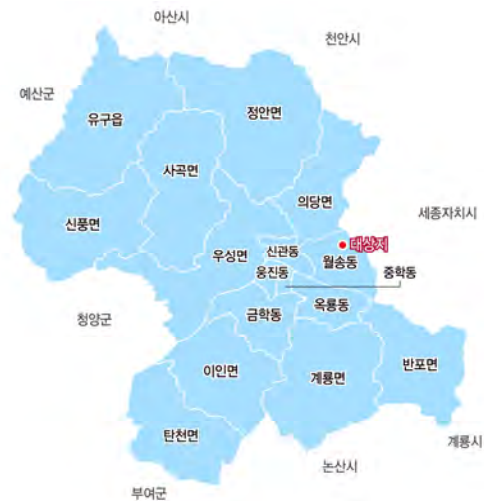 아산시
천안시
예산군
유구읍
정안면
사곡면
의당면
신풍면
세종자치시
우성면
신관동
대상지
월송동
웅진동
중학동
청양군
금학동
옥룡동
이인면
계룡면
반포면
탄천면
계룡시
논산시
부여군